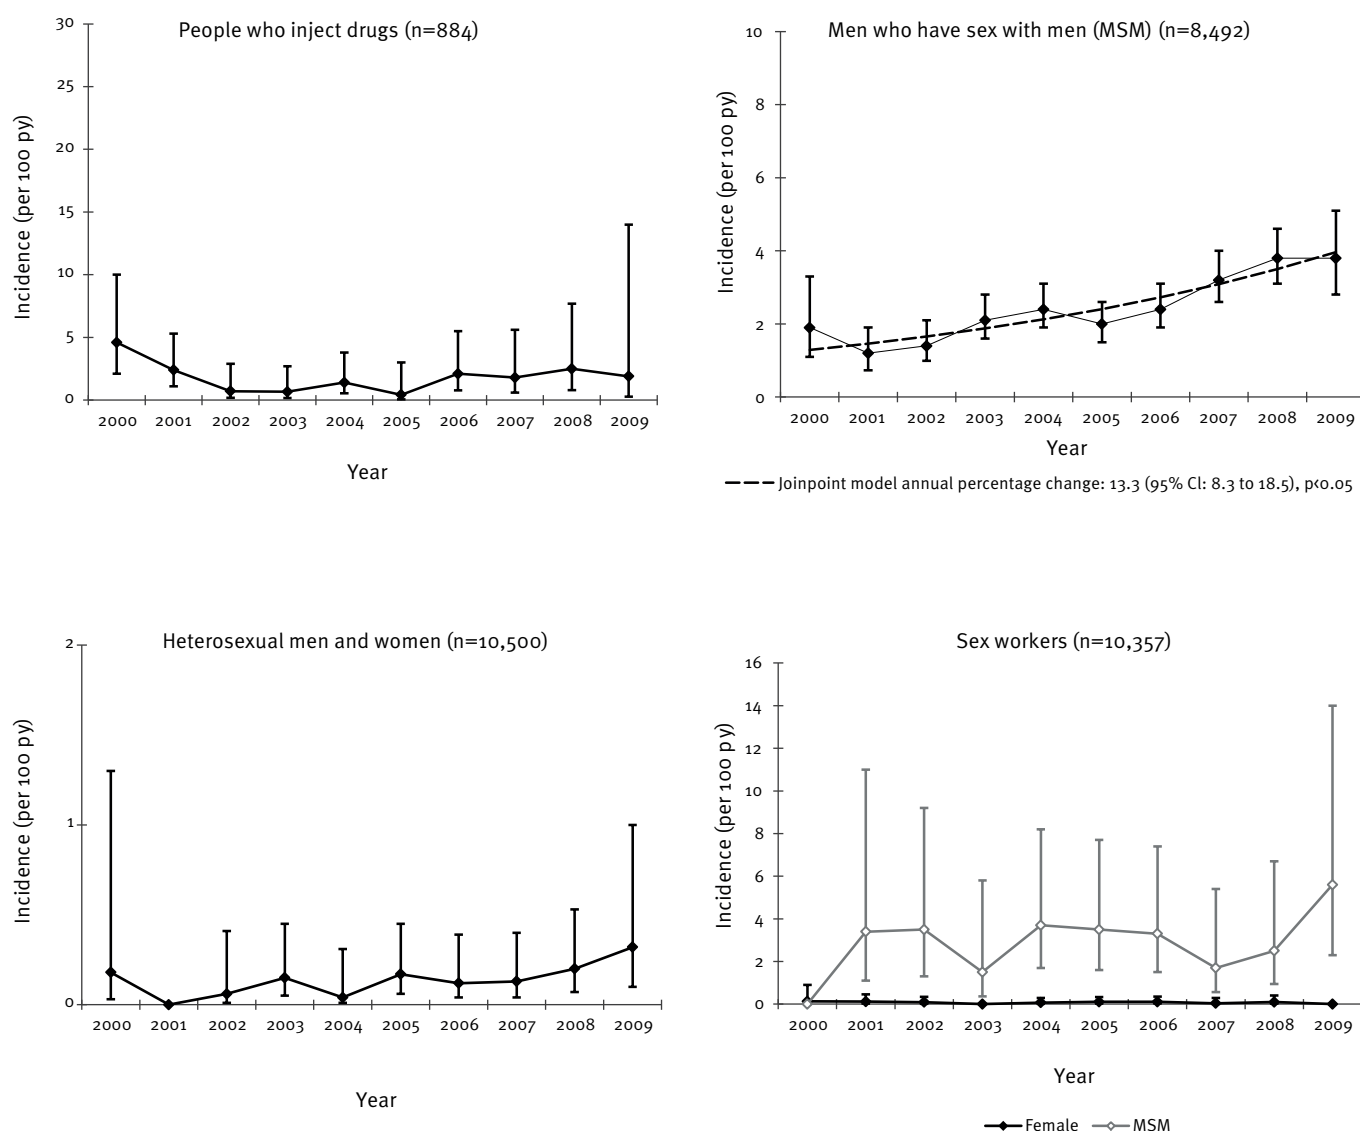 People who inject drugs (n=884)
Incidence (per 100 py)
30
25
20
15
10
5
0
2000 2001 2002 2003 2004 2005 2006 2007 2008 2009
Year
Men who have sex with men (MSM) (n=8,492)
Incidence (per 100 py)
10
8
6
4
2
0
2000 2001 2002 2003 2004 2005 2006 2007 2008 2009
Year
Joinpoint model annual percentage change: 13.3 (95% Cl: 8.3 to 18.5), p<0.05
Heterosexual men and women (n=10,500)
Incidence (per 100 py)
2
1
0
2000 2001 2002 2003 2004 2005 2006 2007 2008 2009
Year
Sex workers (n=10,357)
Incidence (per 100 py)
16
14
12
10
8
6
4
2
0
2000 2001 2002 2003 2004 2005 2006 2007 2008 2009
Year
Female MSM